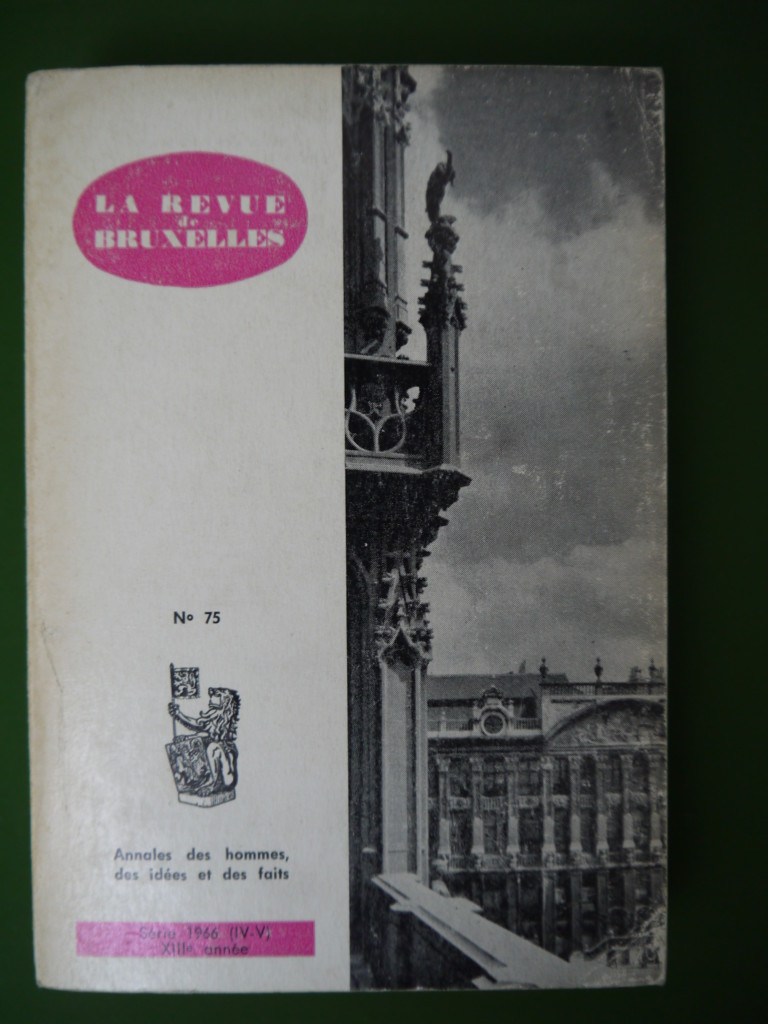 LA REVUE
de
BRUXELLES
No 75
Annales des hommes,
des idées et des faits
Série 1966 (IV-V)
XIIIe année